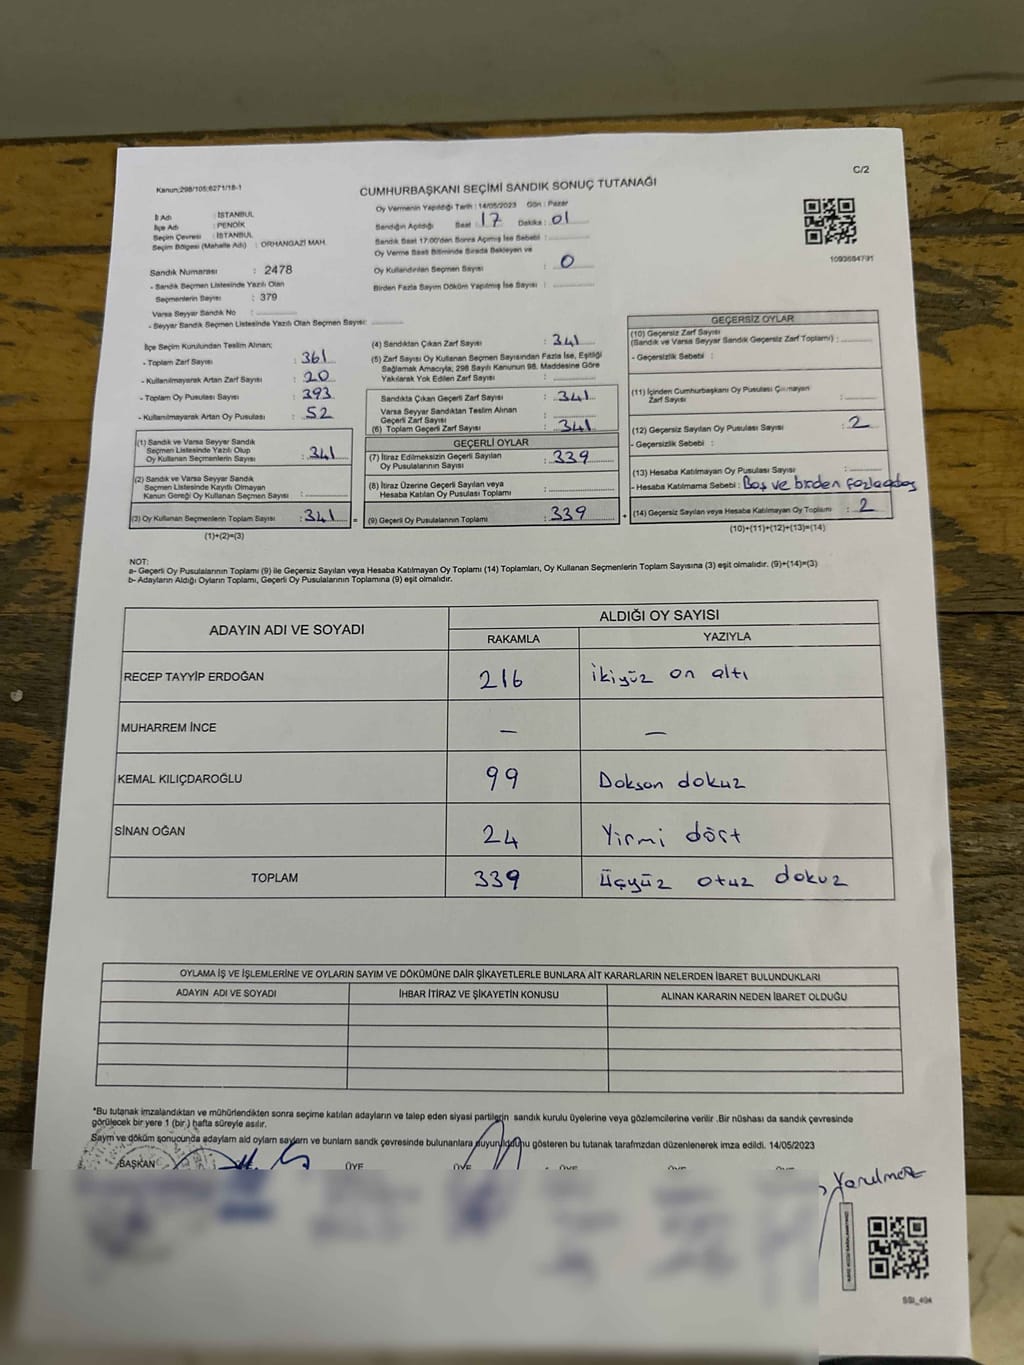 C/2
Kanun:298/105;6271/18-1
CUMHURBAŞKANI SEÇİMİ SANDIK SONUÇ TUTANAĞI
İl Adı : İSTANBUL
İlçe Adı : PENDİK
Seçim Çevresi : İSTANBUL
Seçim Bölgesi (Mahalle Adı) : ORHANGAZİ MAH.
Sandık Numarası : 2478
- Sandık Seçmen Listesinde Yazılı Olan
Seçmenlerin Sayısı : 379
Varsa Seyyar Sandık No :
- Seyyar Sandık Seçmen Listesinde Yazılı Olan Seçmen Sayısı:
Oy Vermenin Yapıldığı Tarih : 14/05/2023 Gün : Pazar
Sandığın Açıldığı Saat : 17 Dakika : 01
Sandık Saat 17:00'den Sonra Açılmış İse Sebebi :
Oy Verme Saati Bitiminde Sırada Bekleyen ve
Oy Kullandırılan Seçmen Sayısı : 0
Birden Fazla Sayım Döküm Yapılmış İse Sayısı :
1093684791
İlçe Seçim Kurulundan Teslim Alınan;
- Toplam Zarf Sayısı : 361
- Kullanılmayarak Artan Zarf Sayısı : 20
- Toplam Oy Pusulası Sayısı : 393
- Kullanılmayarak Artan Oy Pusulası : 52
(1) Sandık ve Varsa Seyyar Sandık
Seçmen Listesinde Yazılı Olup
Oy Kullanan Seçmenlerin Sayısı : 341
(2) Sandık ve Varsa Seyyar Sandık
Seçmen Listesinde Kayıtlı Olmayan
Kanun Gereği Oy Kullanan Seçmen Sayısı :
(3) Oy Kullanan Seçmenlerin Toplam Sayısı : 341 =
(1)+(2)=(3)
(4) Sandıktan Çıkan Zarf Sayısı : 341
(5) Zarf Sayısı Oy Kullanan Seçmen Sayısından Fazla İse, Eşitliği
Sağlamak Amacıyla, 298 Sayılı Kanunun 98. Maddesine Göre
Yakılarak Yok Edilen Zarf Sayısı :
Sandıkta Çıkan Geçerli Zarf Sayısı : 341
Varsa Seyyar Sandıktan Teslim Alınan
Geçerli Zarf Sayısı :
(6) Toplam Geçerli Zarf Sayısı : 341
GEÇERLİ OYLAR
(7) İtiraz Edilmeksizin Geçerli Sayılan
Oy Pusulalarının Sayısı : 339
(8) İtiraz Üzerine Geçerli Sayılan veya
Hesaba Katılan Oy Pusulası Toplamı :
(9) Geçerli Oy Pusulalarının Toplamı : 339 +
GEÇERSİZ OYLAR
(10) Geçersiz Zarf Sayısı
(Sandık ve Varsa Seyyar Sandık Geçersiz Zarf Toplamı) :
- Geçersizlik Sebebi :
(11) İçinden Cumhurbaşkanı Oy Pusulası Çıkmayan
Zarf Sayısı :
(12) Geçersiz Sayılan Oy Pusulası Sayısı : 2
- Geçersizlik Sebebi :
(13) Hesaba Katılmayan Oy Pusulası Sayısı :
- Hesaba Katılmama Sebebi : Boş ve birden
(14) Geçersiz Sayılan veya Hesaba Katılmayan Oy Toplamı : 2
(10)+(11)+(12)+(13)=(14)
NOT:
a- Geçerli Oy Pusulalarının Toplamı (9) ile Geçersiz Sayılan veya Hesaba Katılmayan Oy Toplamı (14) Toplamları, Oy Kullanan Seçmenlerin Toplam Sayısına (3) eşit olmalıdır. (9)+(14)=(3)
b- Adayların Aldığı Oyların Toplamı, Geçerli Oy Pusulalarının Toplamına (9) eşit olmalıdır.
ADAYIN ADI VE SOYADI
ALDIĞI OY SAYISI
RAKAMLA YAZIYLA
RECEP TAYYİP ERDOĞAN 216 ikiyüz on altı
MUHARREM İNCE — —
KEMAL KILIÇDAROĞLU 99 Doksan dokuz
SİNAN OĞAN 24 Yirmi dört
TOPLAM 339 Üçyüz otuz dokuz
OYLAMA İŞ VE İŞLEMLERİNE VE OYLARIN SAYIM VE DÖKÜMÜNE DAİR ŞİKAYETLERLE BUNLARA AİT KARARLARIN NELERDEN İBARET BULUNDUKLARI
ADAYIN ADI VE SOYADI İHBAR İTİRAZ VE ŞİKAYETİN KONUSU ALINAN KARARIN NEDEN İBARET OLDUĞU
*Bu tutanak imzalandıktan ve mühürlendikten sonra seçime katılan adayların ve talep eden siyasi partilerin sandık kurulu üyelerine veya gözlemcilerine verilir .Bir nüshası da sandık çevresinde
görülecek bir yere 1 (bir ) hafta süreyle asılır.
Sayım ve döküm sonucunda adayların aid oyların sayıların ve bunların sandık çevresinde bulunanlara duyurulduğunu gösteren bu tutanak tarafımızdan düzenlenerek imza edildi. 14/05/2023
BAŞKAN ÜYE ÜYE ÜYE ÜYE ÜYE